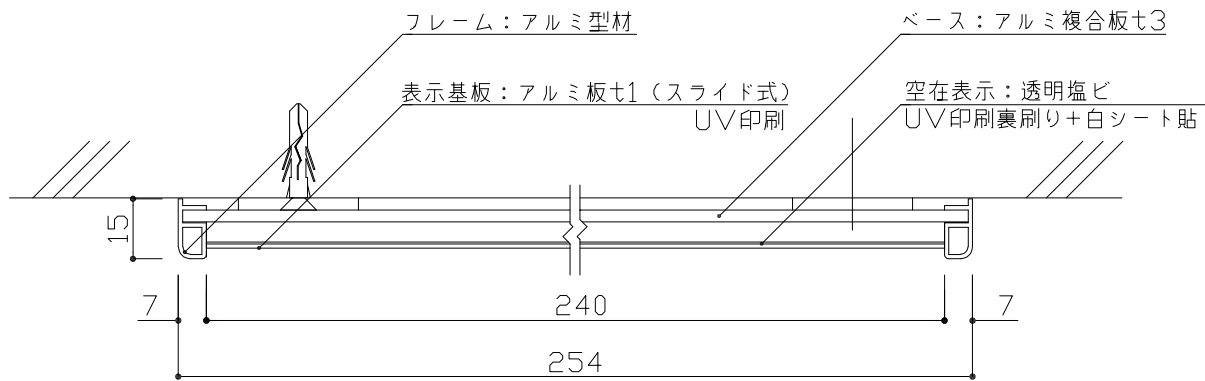 フレーム：アルミ型材
ベース：アルミ複合板t3
表示基板：アルミ板t1（スライド式）
UV印刷
空在表示：透明塩ビ
UV印刷裏刷り+白シート貼
15
7
240
7
254